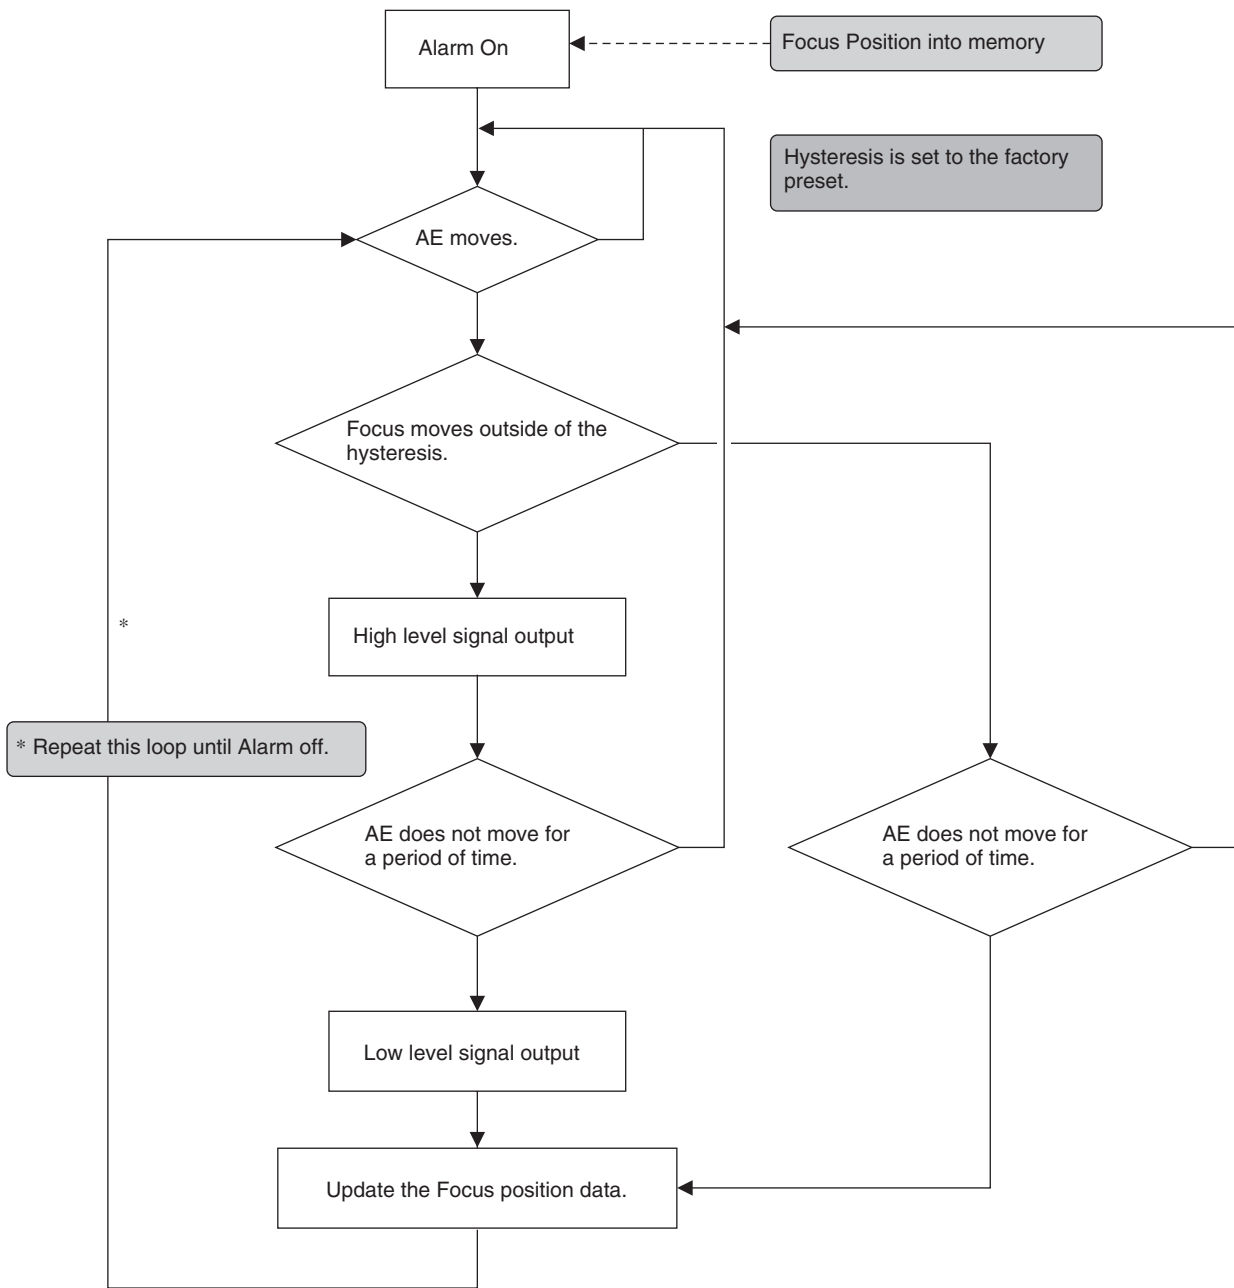 Alarm On
Focus Position into memory
Hysteresis is set to the factory
preset.
AE moves.
Focus moves outside of the
hysteresis.
*
High level signal output
* Repeat this loop until Alarm off.
AE does not move for
a period of time.
AE does not move for
a period of time.
Low level signal output
Update the Focus position data.